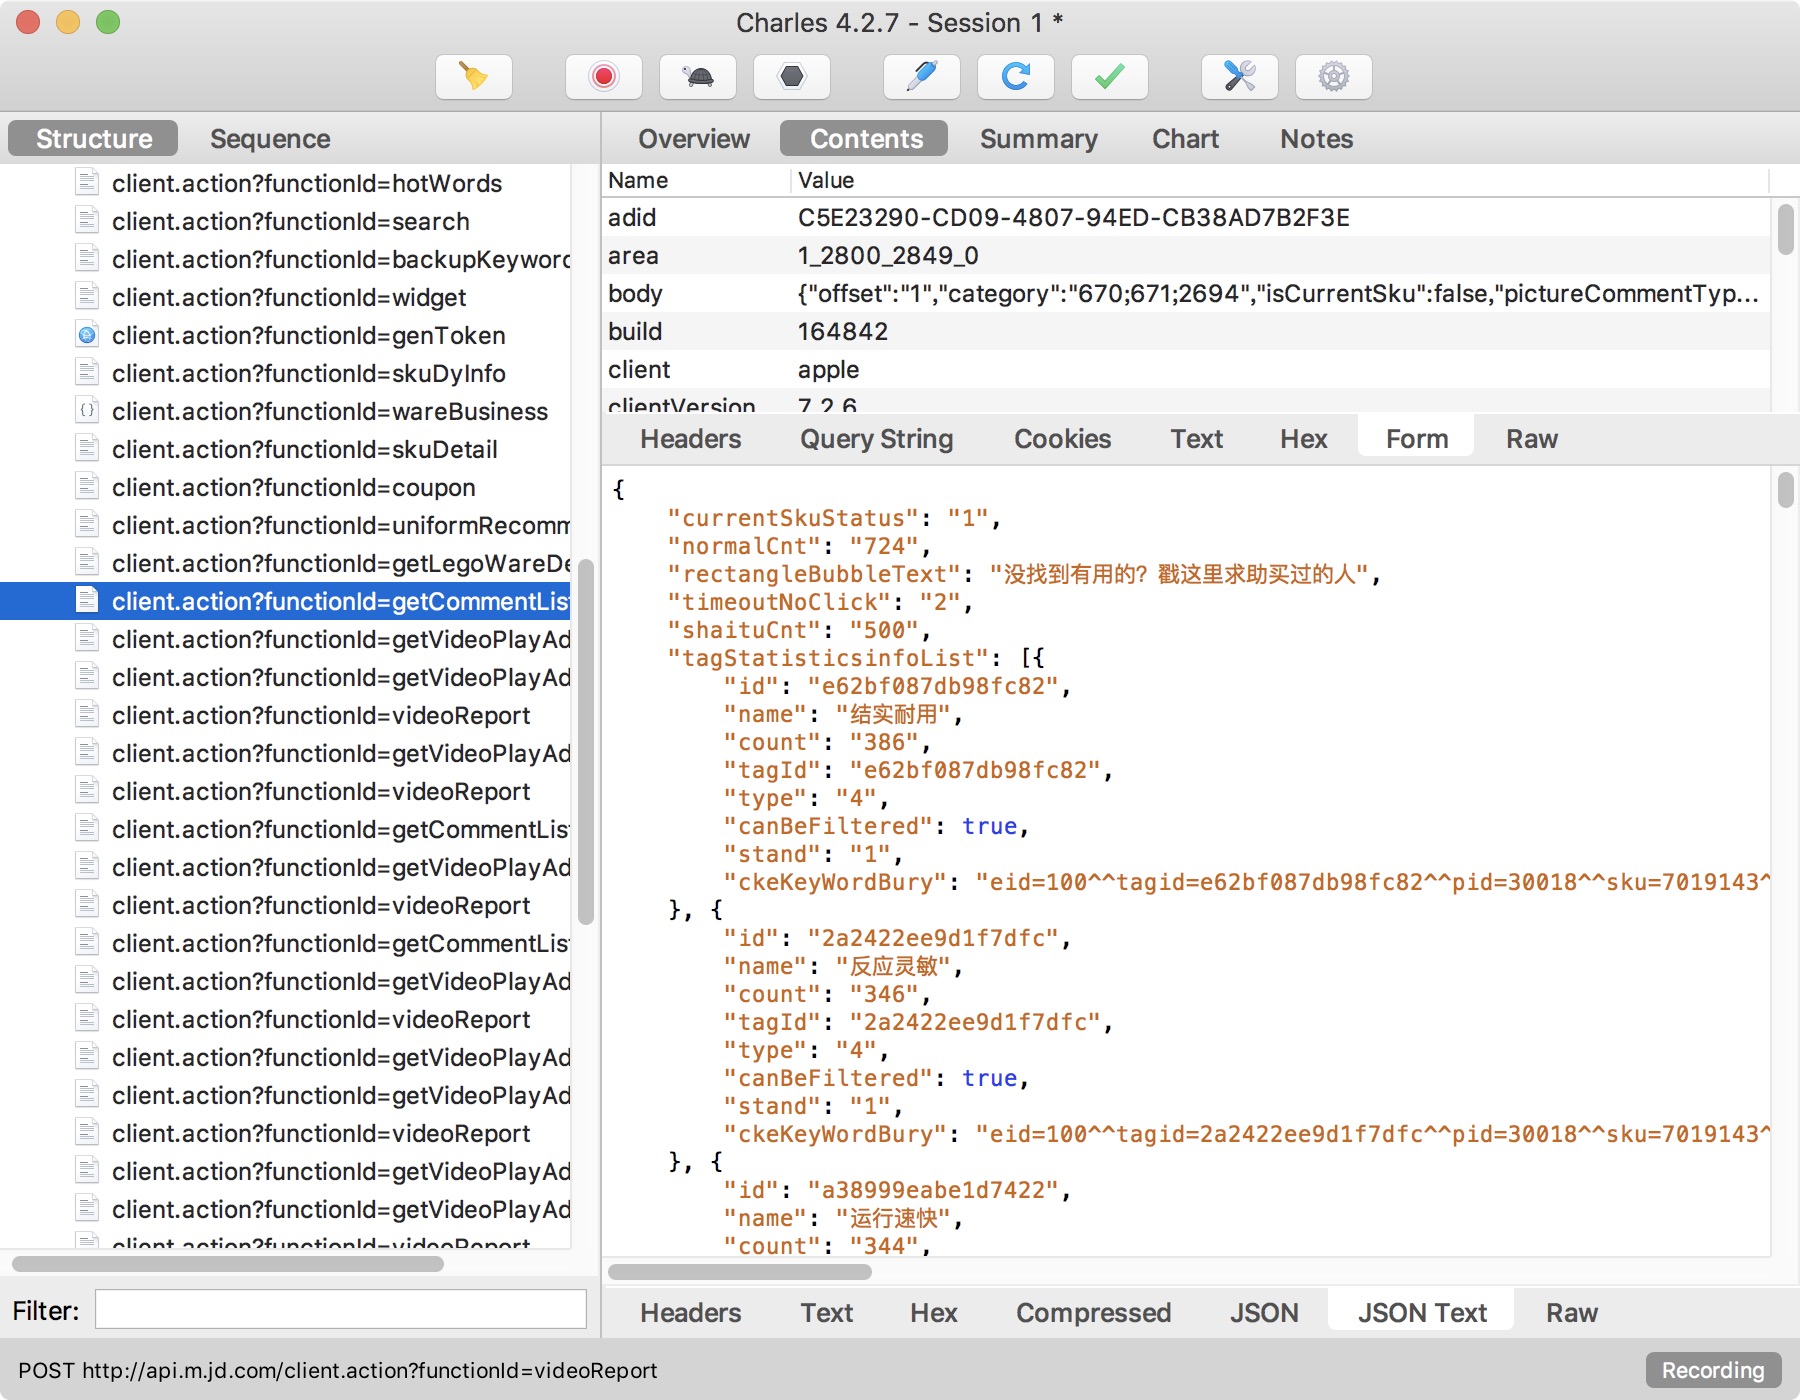 Charles 4.2.7 - Session 1 *
Structure
Sequence
client.action?functionId=hotWords
client.action?functionId=search
client.action?functionId=backupKeyword
client.action?functionId=widget
client.action?functionId=genToken
client.action?functionId=skuDyInfo
client.action?functionId=wareBusiness
client.action?functionId=skuDetail
client.action?functionId=coupon
client.action?functionId=uniformRecomm
client.action?functionId=getLegoWareDe
client.action?functionId=getCommentList
client.action?functionId=getVideoPlayAd
client.action?functionId=getVideoPlayAd
client.action?functionId=videoReport
client.action?functionId=getVideoPlayAd
client.action?functionId=videoReport
client.action?functionId=getCommentList
client.action?functionId=getVideoPlayAd
client.action?functionId=videoReport
client.action?functionId=getCommentList
client.action?functionId=getVideoPlayAd
client.action?functionId=videoReport
client.action?functionId=getVideoPlayAd
client.action?functionId=getVideoPlayAd
client.action?functionId=videoReport
client.action?functionId=getVideoPlayAd
client.action?functionId=getVideoPlayAd
client.action?functionId=videoReport
Filter:
Overview Contents Summary Chart Notes
Name Value
adid C5E23290-CD09-4807-94ED-CB38AD7B2F3E
area 1_2800_2849_0
body {"offset":"1","category":"670;671;2694","isCurrentSku":false,"pictureCommentTyp...
build 164842
client apple
clientVersion 7.2.6
Headers Query String Cookies Text Hex Form Raw
{
"currentSkuStatus": "1",
"normalCnt": "724",
"rectangleBubbleText": "没找到有用的？戳这里求助买过的人",
"timeoutNoClick": "2",
"shaituCnt": "500",
"tagStatisticsinfoList": [{
"id": "e62bf087db98fc82",
"name": "结实耐用",
"count": "386",
"tagId": "e62bf087db98fc82",
"type": "4",
"canBeFiltered": true,
"stand": "1",
"ckeKeyWordBury": "eid=100^^tagid=e62bf087db98fc82^^pid=30018^^sku=7019143^
}, {
"id": "2a2422ee9d1f7dfc",
"name": "反应灵敏",
"count": "346",
"tagId": "2a2422ee9d1f7dfc",
"type": "4",
"canBeFiltered": true,
"stand": "1",
"ckeKeyWordBury": "eid=100^^tagid=2a2422ee9d1f7dfc^^pid=30018^^sku=7019143^
}, {
"id": "a38999eabe1d7422",
"name": "运行速快",
"count": "344",
Headers Text Hex Compressed JSON JSON Text Raw
POST http://api.m.jd.com/client.action?functionId=videoReport
Recording